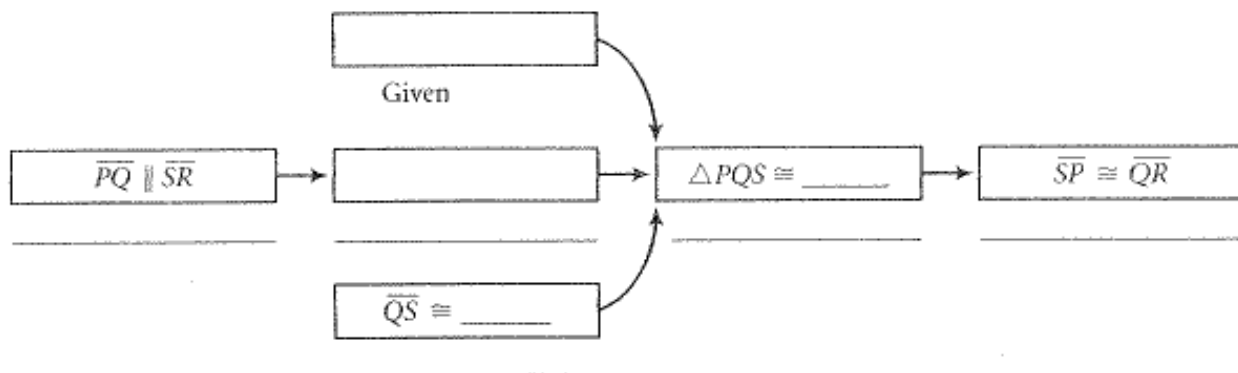 Given
PQ ∥ SR
△PQS ≅ ______
SP ≅ QR
QS ≅ ______